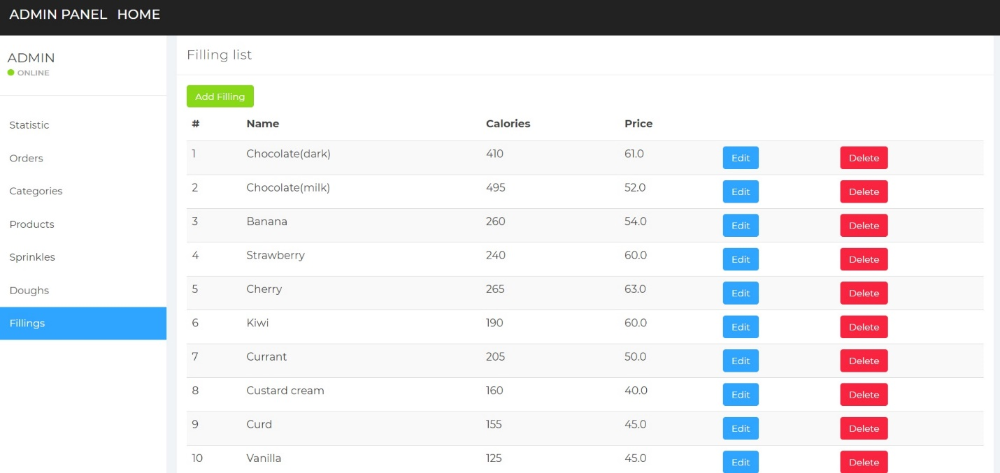 ADMIN PANEL HOME
ADMIN
ONLINE
Statistic
Orders
Categories
Products
Sprinkles
Doughs
Fillings
Filling list
Add Filling
# Name Calories Price
1 Chocolate(dark) 410 61.0 Edit Delete
2 Chocolate(milk) 495 52.0 Edit Delete
3 Banana 260 54.0 Edit Delete
4 Strawberry 240 60.0 Edit Delete
5 Cherry 265 63.0 Edit Delete
6 Kiwi 190 60.0 Edit Delete
7 Currant 205 50.0 Edit Delete
8 Custard cream 160 40.0 Edit Delete
9 Curd 155 45.0 Edit Delete
10 Vanilla 125 45.0 Edit Delete